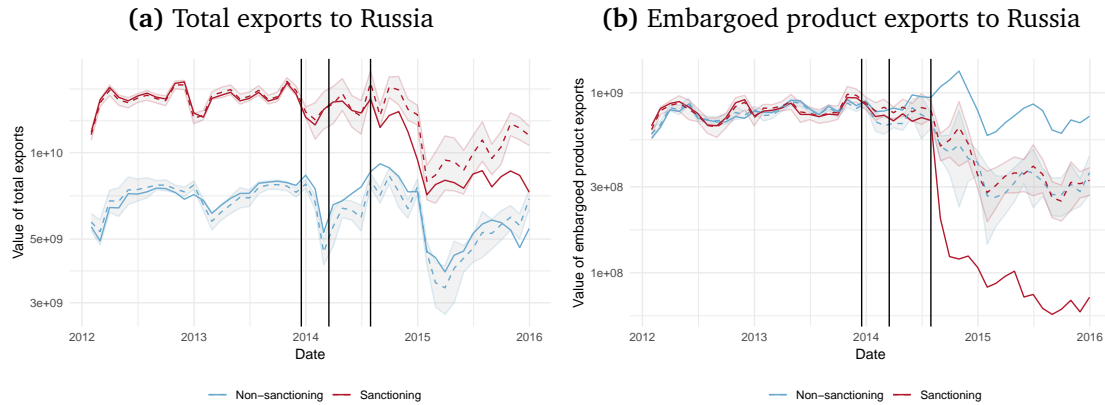 (a) Total exports to Russia
Value of total exports
1e+10
5e+09
3e+09
2012 2013 2014 2015 2016
Date
Non−sanctioning Sanctioning
(b) Embargoed product exports to Russia
Value of embargoed product exports
1e+09
3e+08
1e+08
2012 2013 2014 2015 2016
Date
Non−sanctioning Sanctioning